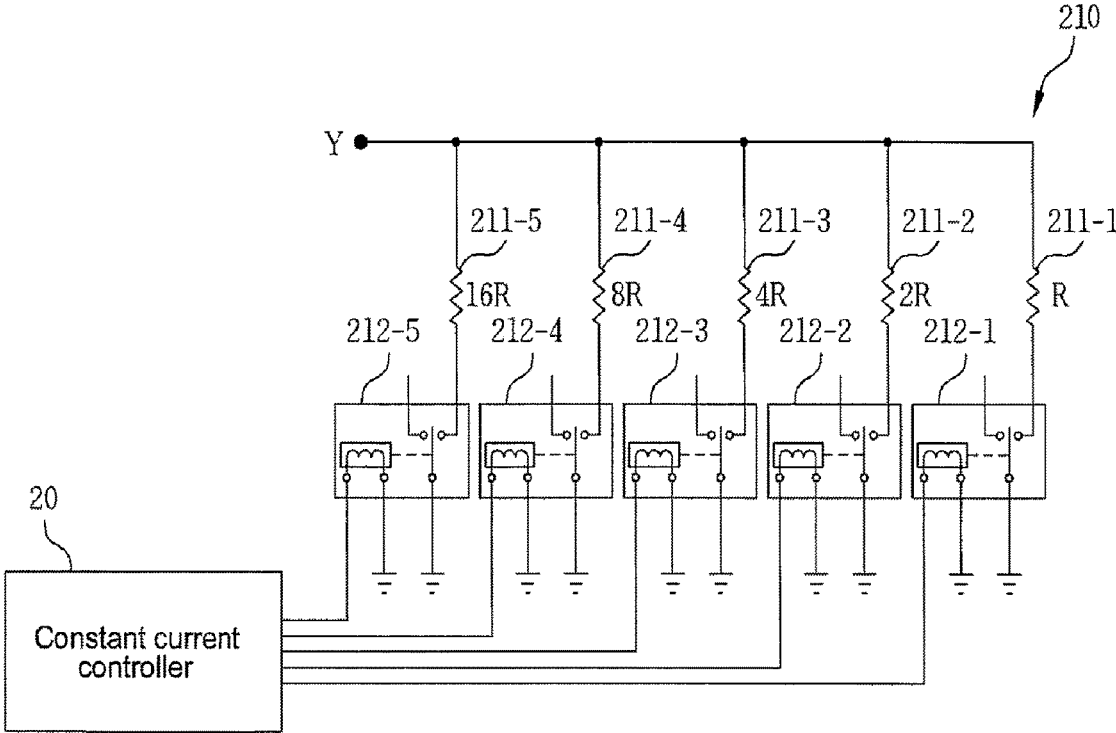 210
Y
211-5 211-4 211-3 211-2 211-1
16R 8R 4R 2R R
212-5 212-4 212-3 212-2 212-1
20
Constant current
controller